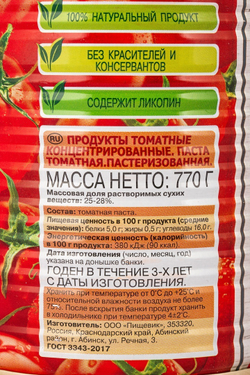 100% НАТУРАЛЬНЫЙ ПРОДУКТ
БЕЗ КРАСИТЕЛЕЙ И
КОНСЕРВАНТОВ
СОДЕРЖИТ ЛИКОПИН
RU ПРОДУКТЫ ТОМАТНЫЕ
КОНЦЕНТРИРОВАННЫЕ. ПАСТА
ТОМАТНАЯ.ПАСТЕРИЗОВАННАЯ.
МАССА НЕТТО: 770 Г
Массовая доля растворимых сухих
веществ: 25-28%.
Состав: томатная паста.
Пищевая ценность в 100 г продукта (средние
значения): белки 5,0 г; жиры 0,5 г; углеводы 16,0 г.
Энергетическая ценность (калорийность)
в 100 г продукта: 380 кДж (90 ккал).
Дата изготовления (число, месяц, год)
указана на донышке банки.
ГОДЕН В ТЕЧЕНИЕ 3-Х ЛЕТ
С ДАТЫ ИЗГОТОВЛЕНИЯ.
Хранить при температуре от 0°С до +25 с и
относительной влажности воздуха не более
75%. После вскрытия банки продукт хранить
в холодильнике при температуре 4±2°С.
Изготовитель: ООО «Пищевик», 353320,
Россия, Краснодарский край, Абинский
район, г. Абинск, ул. Речная, 3.
ГОСТ 3343-2017